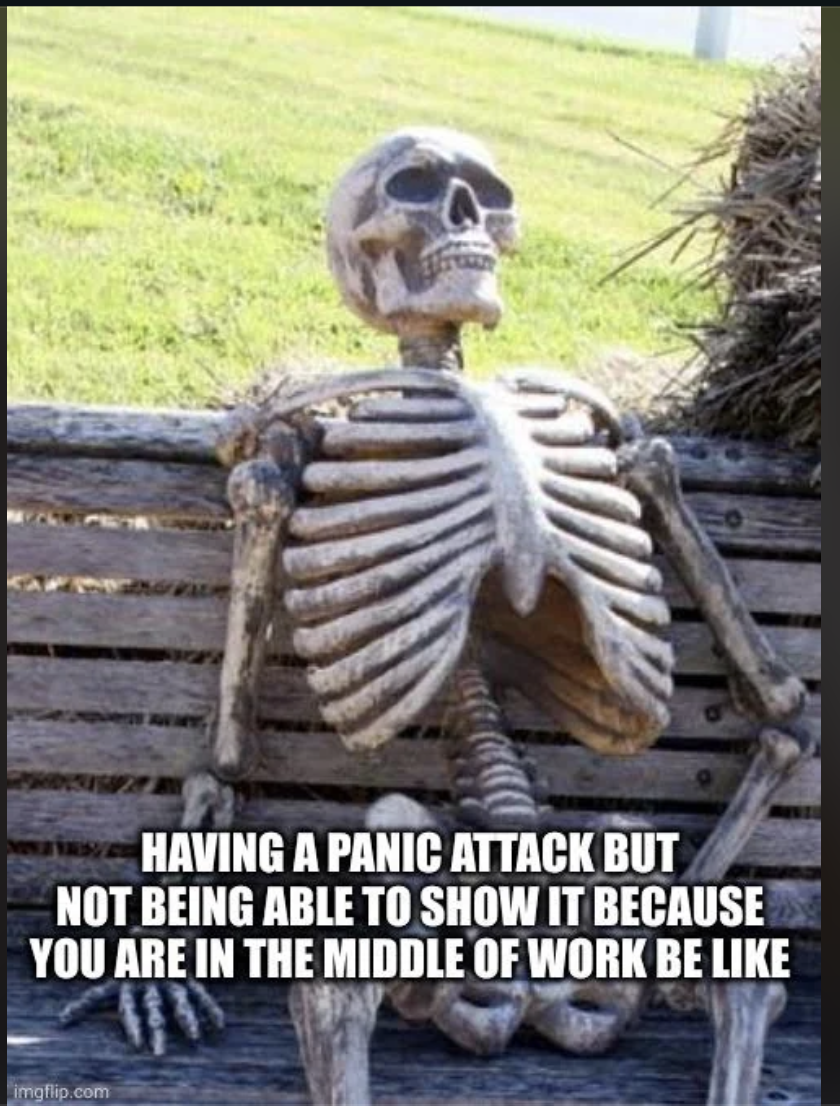 HAVING A PANIC ATTACK BUT
NOT BEING ABLE TO SHOW IT BECAUSE
YOU ARE IN THE MIDDLE OF WORK BE LIKE
imgflip.com